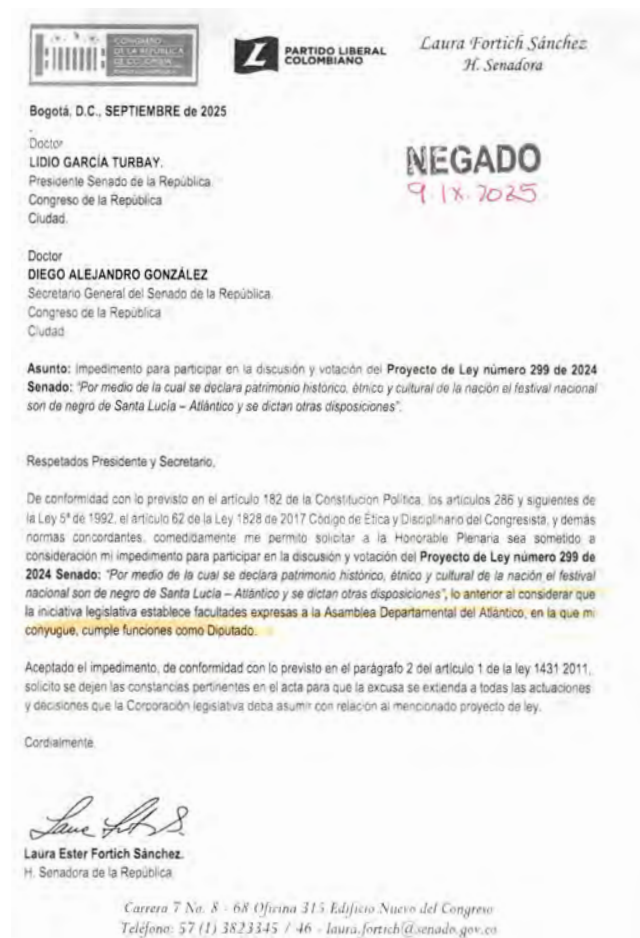 CONGRESO
DE LA REPÚBLICA
DE COLOMBIA
L
PARTIDO LIBERAL
COLOMBIANO
Laura Fortich Sánchez
H. Senadora
Bogotá, D.C., SEPTIEMBRE de 2025
Doctor
LIDIO GARCÍA TURBAY.
Presidente Senado de la República
Congreso de la República
Ciudad.
NEGADO
9.IX.2025
Doctor
DIEGO ALEJANDRO GONZÁLEZ
Secretario General del Senado de la República
Congreso de la República
Ciudad
Asunto: Impedimento para participar en la discusión y votación del Proyecto de Ley número 299 de 2024
Senado: "Por medio de la cual se declara patrimonio histórico, étnico y cultural de la nación el festival nacional
son de negro de Santa Lucía – Atlántico y se dictan otras disposiciones".
Respetados Presidente y Secretario,
De conformidad con lo previsto en el artículo 182 de la Constitución Política, los artículos 286 y siguientes de
la Ley 5ª de 1992, el artículo 62 de la Ley 1828 de 2017 Código de Ética y Disciplinario del Congresista, y demás
normas concordantes, comedidamente me permito solicitar a la Honorable Plenaria sea sometido a
consideración mi impedimento para participar en la discusión y votación del Proyecto de Ley número 299 de
2024 Senado: "Por medio de la cual se declara patrimonio histórico, étnico y cultural de la nación el festival
nacional son de negro de Santa Lucía – Atlántico y se dictan otras disposiciones", lo anterior al considerar que
la iniciativa legislativa establece facultades expresas a la Asamblea Departamental del Atlántico, en la que mi
conyugue, cumple funciones como Diputado.
Aceptado el impedimento, de conformidad con lo previsto en el parágrafo 2 del artículo 1 de la ley 1431 2011,
solicito se dejen las constancias pertinentes en el acta para que la excusa se extienda a todas las actuaciones
y decisiones que la Corporación legislativa deba asumir con relación al mencionado proyecto de ley.
Cordialmente
Laura Ester Fortich Sánchez.
H. Senadora de la República
Carrera 7 No. 8 - 68 Oficina 315 Edificio Nuevo del Congreso
Teléfono: 57 (1) 3823345 / 46 - laura.fortich@senado.gov.co